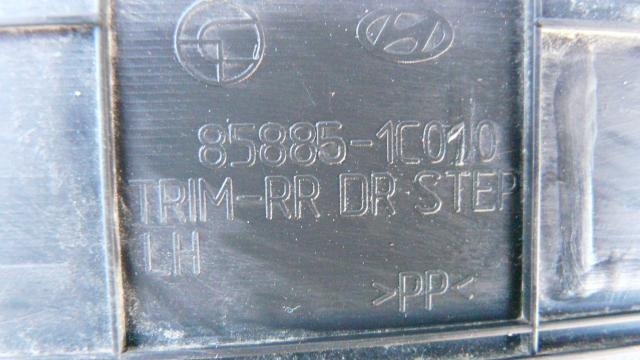 85885-1C010
TRIM-RR DR STEP
LH
>PP<